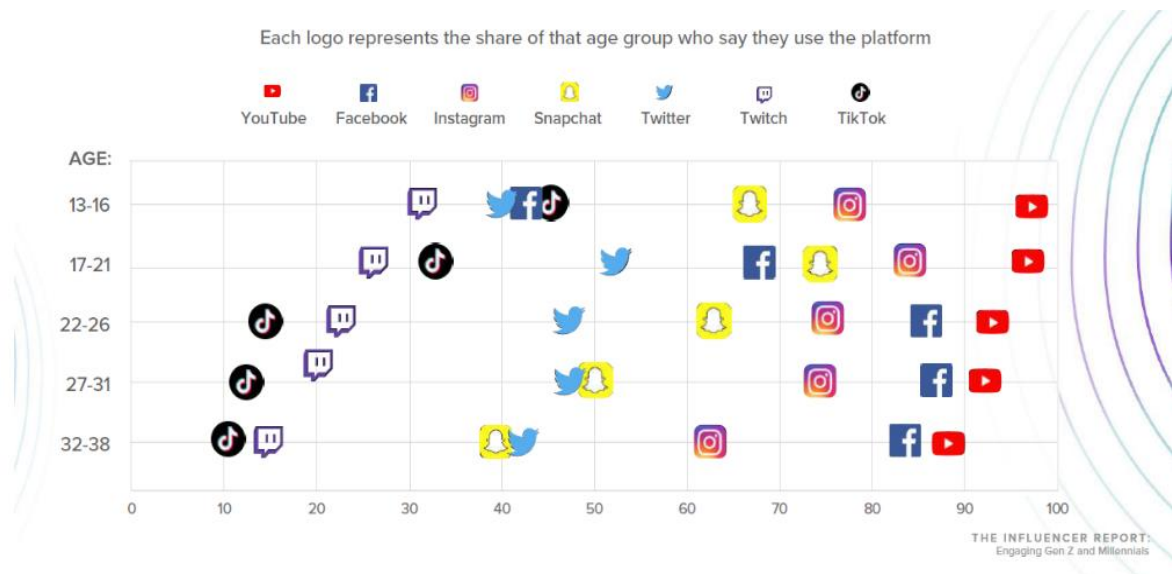 Each logo represents the share of that age group who say they use the platform
YouTube Facebook Instagram Snapchat Twitter Twitch TikTok
AGE:
13-16
17-21
22-26
27-31
32-38
0 10 20 30 40 50 60 70 80 90 100
THE INFLUENCER REPORT:
Engaging Gen Z and Millennials